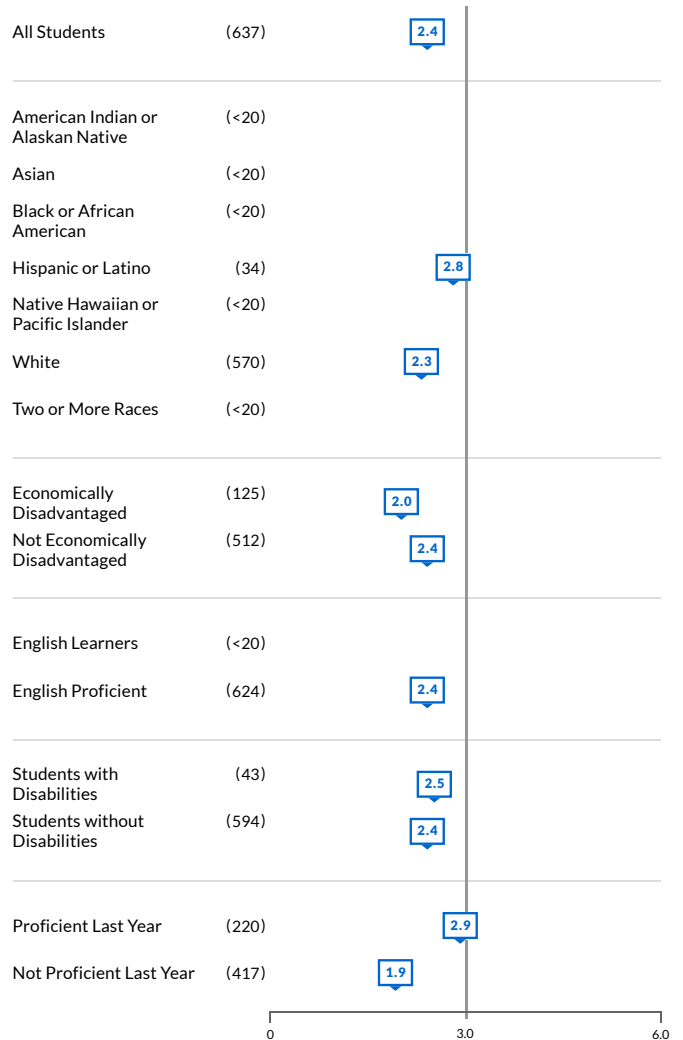 All Students (637) 2.4
American Indian or (<20)
Alaskan Native
Asian (<20)
Black or African (<20)
American
Hispanic or Latino (34) 2.8
Native Hawaiian or (<20)
Pacific Islander
White (570) 2.3
Two or More Races (<20)
Economically (125) 2.0
Disadvantaged
Not Economically (512) 2.4
Disadvantaged
English Learners (<20)
English Proficient (624) 2.4
Students with (43) 2.5
Disabilities
Students without (594) 2.4
Disabilities
Proficient Last Year (220) 2.9
Not Proficient Last Year (417) 1.9
0 3.0 6.0